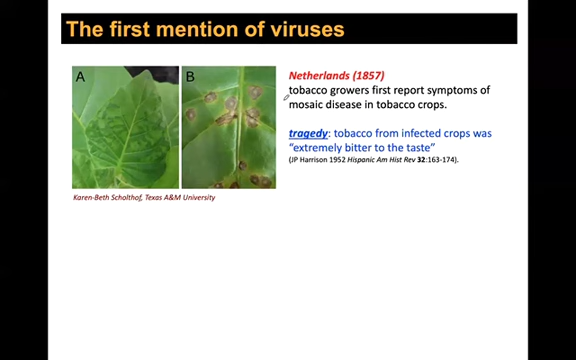 The first mention of viruses
A
B
Netherlands (1857)
tobacco growers first report symptoms of
mosaic disease in tobacco crops.
tragedy: tobacco from infected crops was
“extremely bitter to the taste”
(JP Harrison 1952 Hispanic Am Hist Rev 32:163-174).
Karen-Beth Scholthof, Texas A&M University